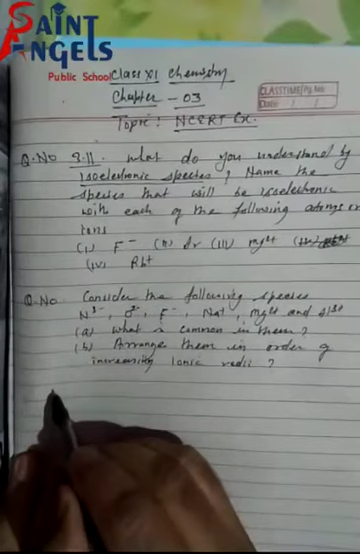 SAINT
ANGELS
Public School
Class XI Chemistry
Chapter - 03
Topic: NCERT Ex.
CLASSTIME Pg. No.
Date / /
Q.No 3.11. What do you understand by
isoelectronic species? Name the
species that will be isoelectronic
with each of the following atoms or
ions
(i) F⁻ (ii) Ar (iii) Mg²⁺
(iv) Rb⁺
Q.No Consider the following species
N³⁻, O²⁻, F⁻, Na⁺, Mg²⁺ and Al³⁺
(a) What is common in them?
(b) Arrange them in order of
increasing Ionic radii?